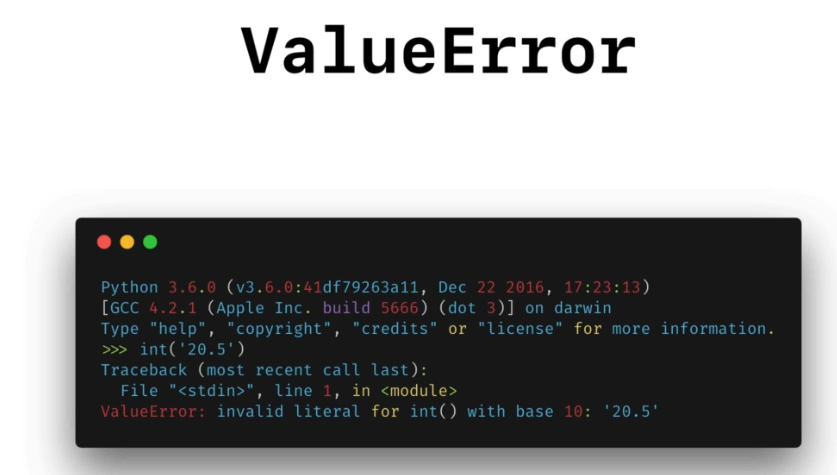 ValueError
Python 3.6.0 (v3.6.0:41df79263a11, Dec 22 2016, 17:23:13)
[GCC 4.2.1 (Apple Inc. build 5666) (dot 3)] on darwin
Type "help", "copyright", "credits" or "license" for more information.
>>> int('20.5')
Traceback (most recent call last):
  File "<stdin>", line 1, in <module>
ValueError: invalid literal for int() with base 10: '20.5'